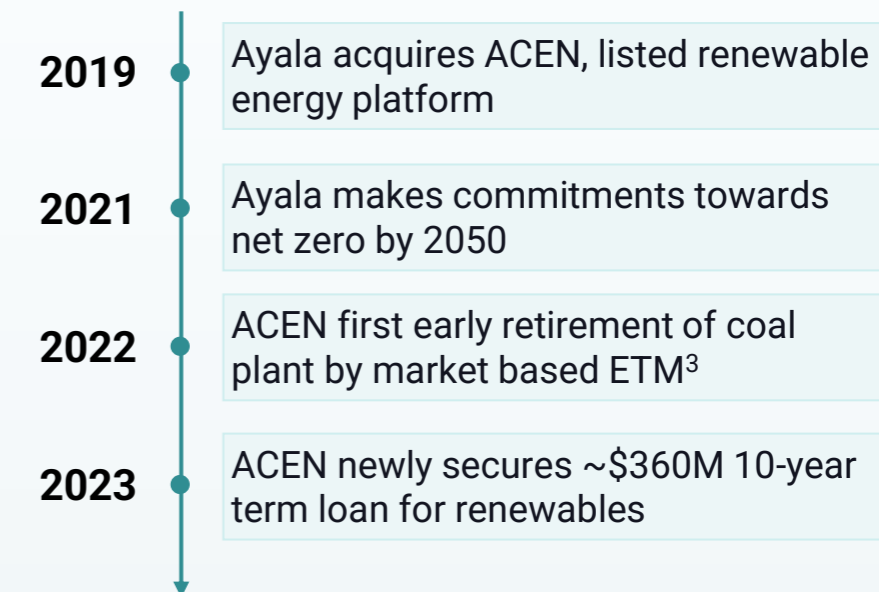 2019
Ayala acquires ACEN, listed renewable
energy platform
2021
Ayala makes commitments towards
net zero by 2050
2022
ACEN first early retirement of coal
plant by market based ETM³
2023
ACEN newly secures ~$360M 10-year
term loan for renewables